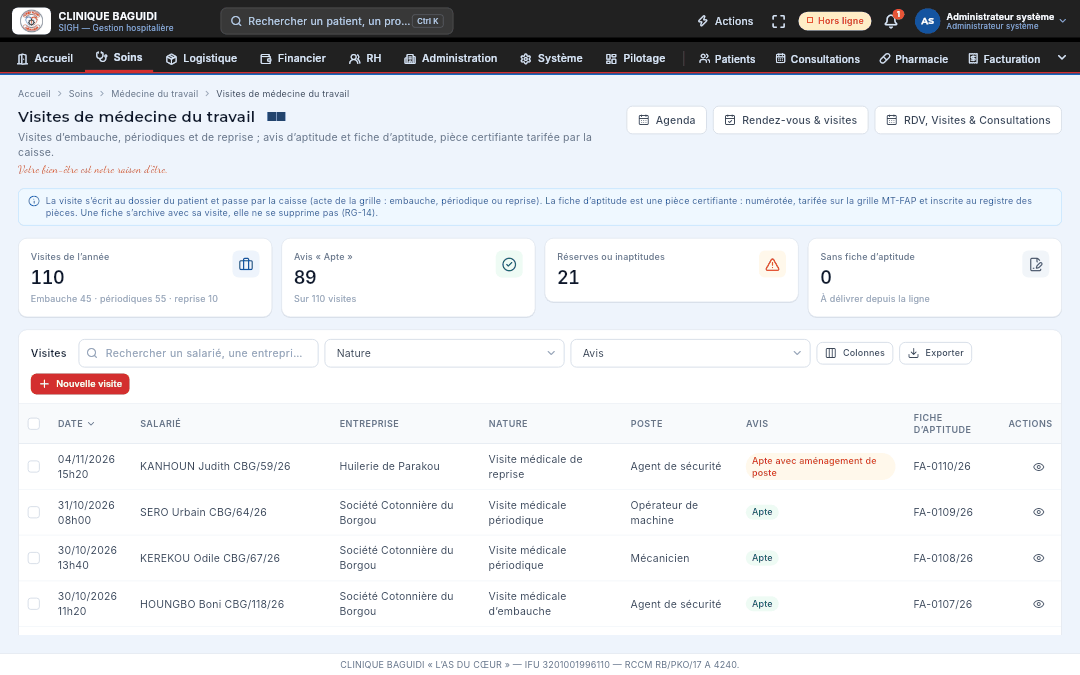 CLINIQUE BAGUIDI
SIGH — Gestion hospitalière
Rechercher un patient, un pro... Ctrl K
Actions
Hors ligne
1
AS
Administrateur système
Administrateur système
Accueil
Soins
Logistique
Financier
RH
Administration
Système
Pilotage
Patients
Consultations
Pharmacie
Facturation
Accueil > Soins > Médecine du travail > Visites de médecine du travail
Visites de médecine du travail
Visites d'embauche, périodiques et de reprise ; avis d'aptitude et fiche d'aptitude, pièce certifiante tarifée par la
caisse.
Votre bien-être est notre raison d'être.
Agenda
Rendez-vous & visites
RDV, Visites & Consultations
La visite s'écrit au dossier du patient et passe par la caisse (acte de la grille : embauche, périodique ou reprise). La fiche d'aptitude est une pièce certifiante : numérotée, tarifée sur la grille MT-FAP et inscrite au registre des
pièces. Une fiche s'archive avec sa visite, elle ne se supprime pas (RG-14).
Visites de l'année
110
Embauche 45 · périodiques 55 · reprise 10
Avis « Apte »
89
Sur 110 visites
Réserves ou inaptitudes
21
Sans fiche d'aptitude
0
À délivrer depuis la ligne
Visites
Rechercher un salarié, une entrepri...
Nature
Avis
Colonnes
Exporter
+ Nouvelle visite
DATE
SALARIÉ
ENTREPRISE
NATURE
POSTE
AVIS
FICHE
D'APTITUDE
ACTIONS
04/11/2026
15h20
KANHOUN Judith CBG/59/26
Huilerie de Parakou
Visite médicale de
reprise
Agent de sécurité
Apte avec aménagement de
poste
FA-0110/26
31/10/2026
08h00
SERO Urbain CBG/64/26
Société Cotonnière du
Borgou
Visite médicale
périodique
Opérateur de
machine
Apte
FA-0109/26
30/10/2026
13h40
KEREKOU Odile CBG/67/26
Société Cotonnière du
Borgou
Visite médicale
périodique
Mécanicien
Apte
FA-0108/26
30/10/2026
11h20
HOUNGBO Boni CBG/118/26
Société Cotonnière du
Borgou
Visite médicale
d'embauche
Agent de sécurité
Apte
FA-0107/26
CLINIQUE BAGUIDI « L'AS DU CŒUR » — IFU 3201001996110 — RCCM RB/PKO/17 A 4240.